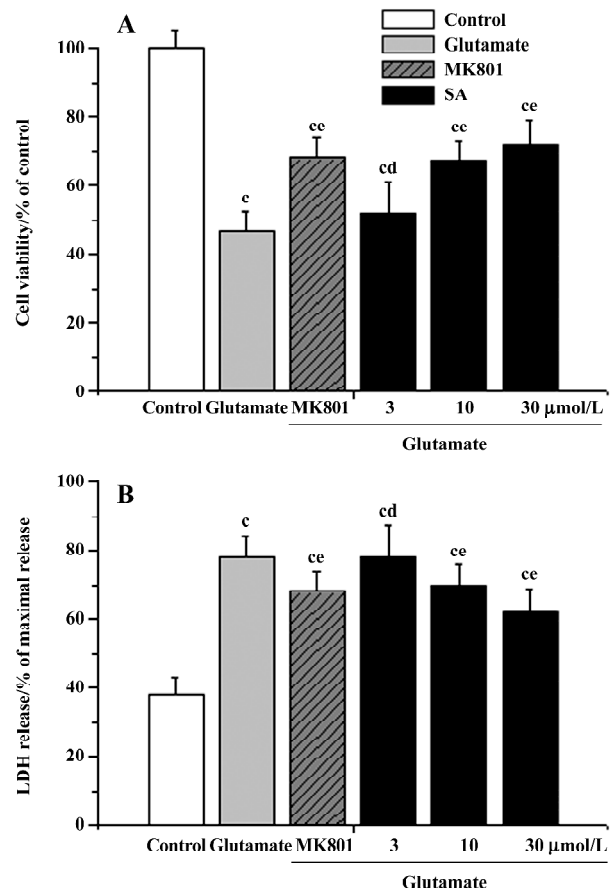 A
Control
Glutamate
MK801
SA
Cell viability/% of control
100
80
60
40
20
0
c
ce
cd
ce
ce
Control Glutamate MK801 3 10 30 μmol/L
Glutamate
B
LDH release/% of maximal release
100
80
60
40
20
0
c
ce
cd
ce
ce
Control Glutamate MK801 3 10 30 μmol/L
Glutamate